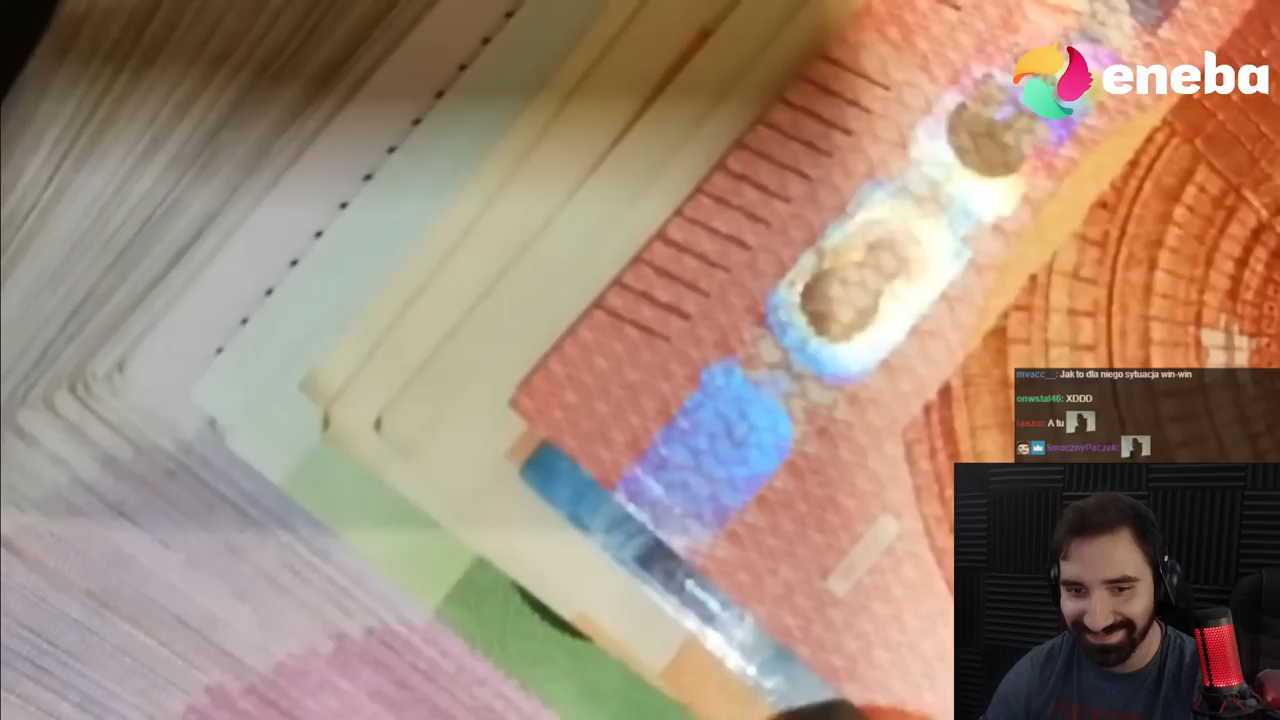 eneba
mvacc__: Jak to dla niego sytuacja win-win
onwstal46: XDDD
A tu
SmacznyPaczek: